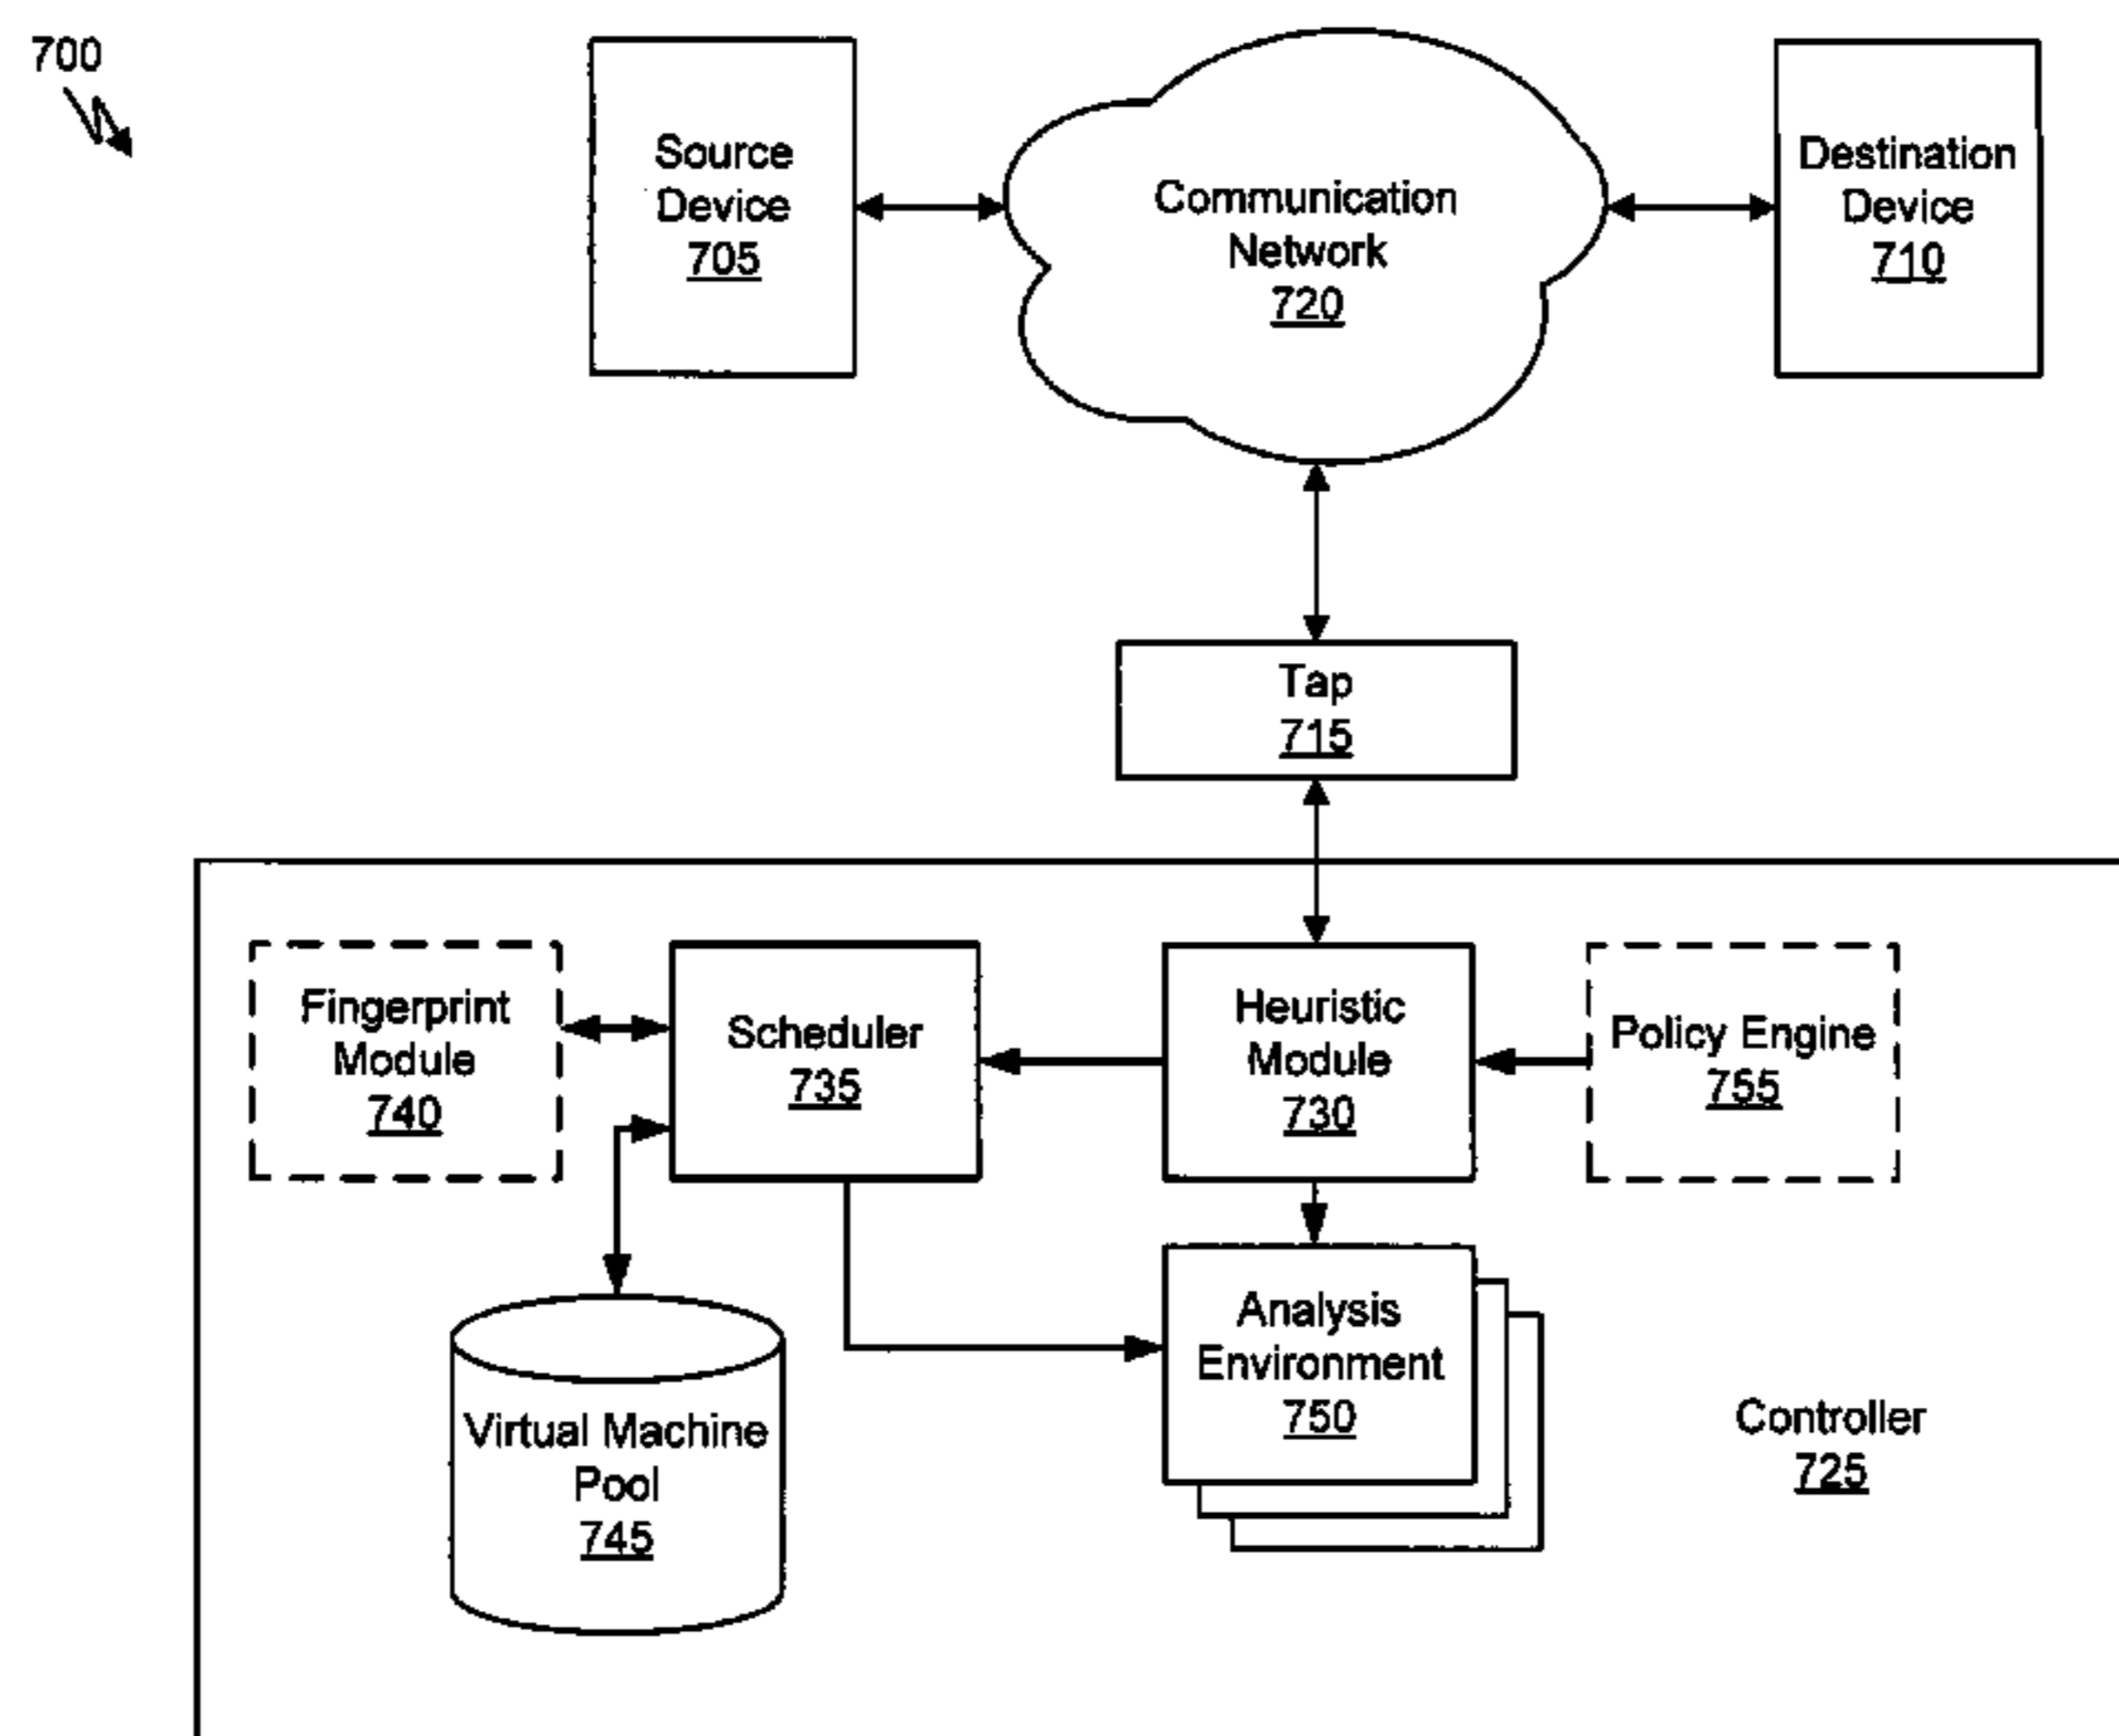 700
Source
Device
705
Communication
Network
720
Destination
Device
710
Tap
715
Fingerprint
Module
740
Scheduler
735
Heuristic
Module
730
Policy Engine
755
Virtual Machine
Pool
745
Analysis
Environment
750
Controller
725